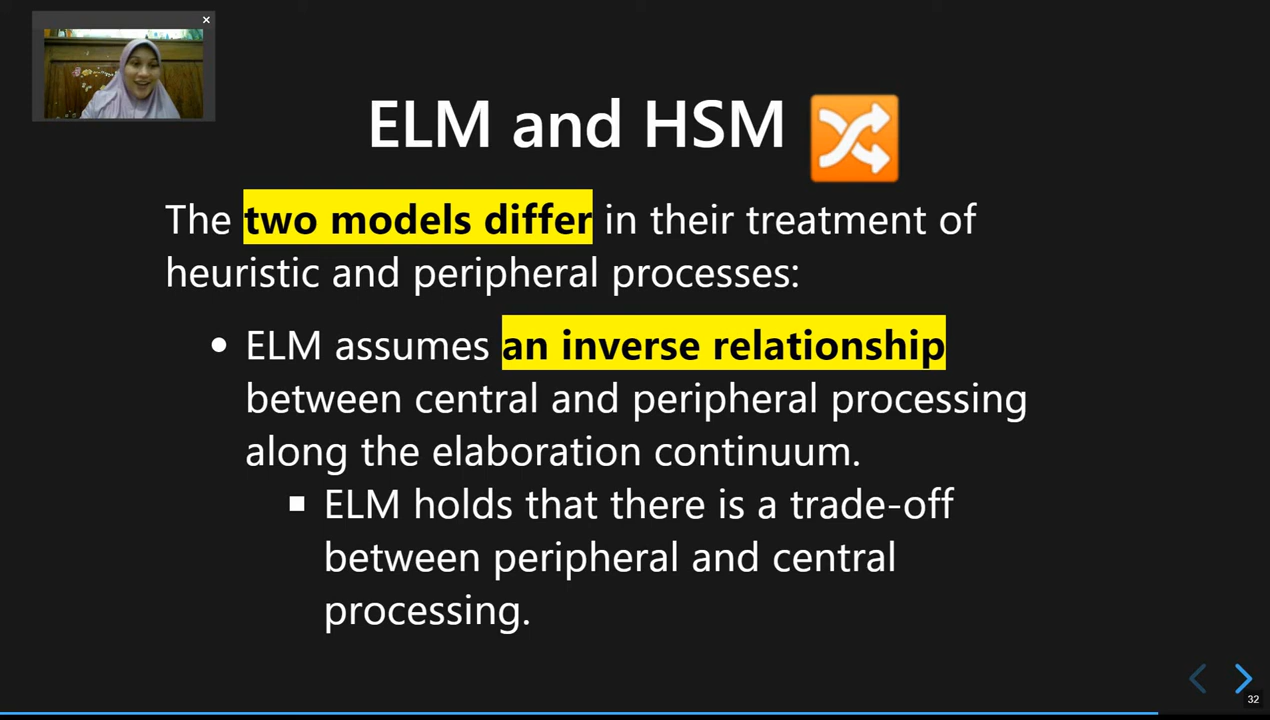 ELM and HSM
The two models differ in their treatment of
heuristic and peripheral processes:
ELM assumes an inverse relationship
between central and peripheral processing
along the elaboration continuum.
ELM holds that there is a trade-off
between peripheral and central
processing.
32